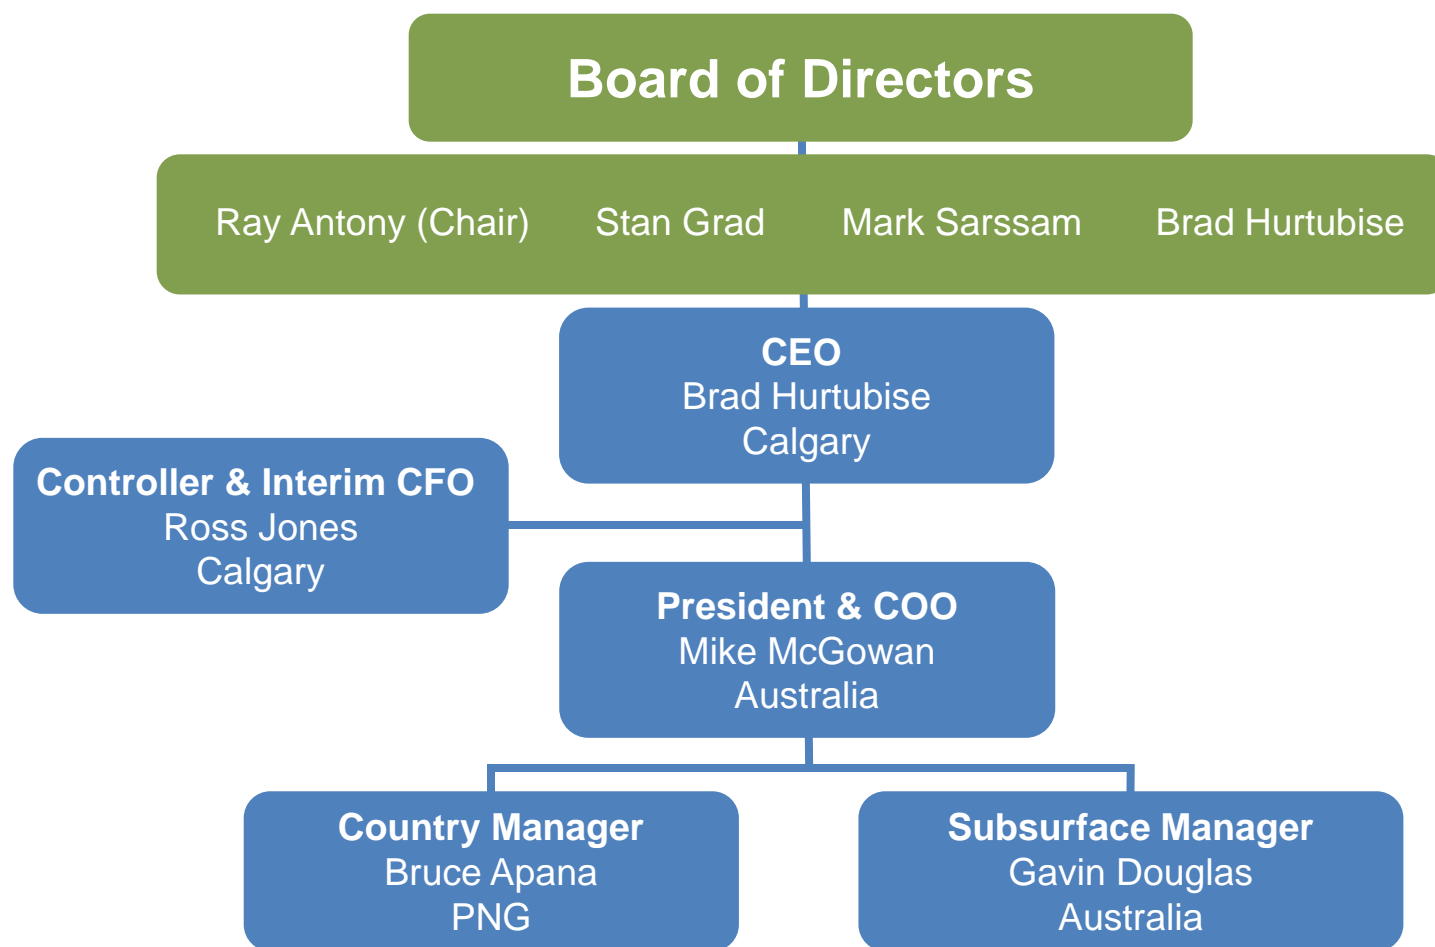 Board of Directors
Ray Antony (Chair) Stan Grad Mark Sarssam Brad Hurtubise
CEO
Brad Hurtubise
Calgary
Controller & Interim CFO
Ross Jones
Calgary
President & COO
Mike McGowan
Australia
Country Manager
Bruce Apana
PNG
Subsurface Manager
Gavin Douglas
Australia